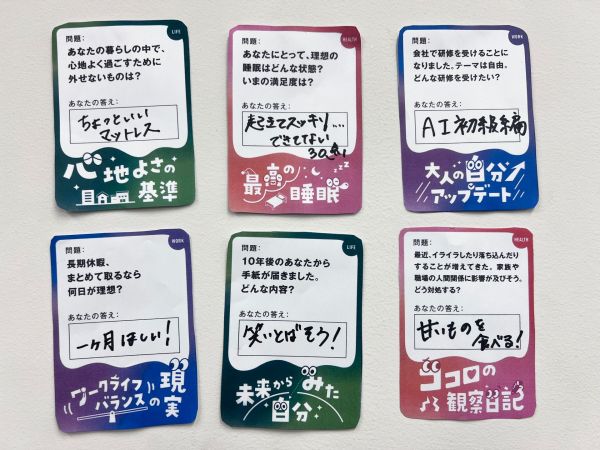 LIFE
問題:
あなたの暮らしの中で、
心地よく過ごすために
外せないものは?
あなたの答え:
ちょっといい
マットレス
心地よさの
基準
HEALTH
問題:
あなたにとって、理想の
睡眠はどんな状態?
いまの満足度は?
あなたの答え:
起きてスッキリ...
できてない
30点
最高の
睡眠
zzz
WORK
問題:
会社で研修を受けることに
なりました。テーマは自由。
どんな研修を受けたい?
あなたの答え:
AI初級編
大人の自分
アップデート
WORK
問題:
長期休暇、
まとめて取るなら
何日が理想?
あなたの答え:
一ヶ月ほしい!
ワークライフ
バランスの
現実
LIFE
問題:
10年後のあなたから
手紙が届きました。
どんな内容?
あなたの答え:
笑いとばそう!
未来からみた
自分
HEALTH
問題:
最近、イライラしたり落ち込んだり
することが増えてきた。家族や
職場の人間関係に影響が及びそう。
どう対処する?
あなたの答え:
甘いものを
食べる!
ココロの
観察日記